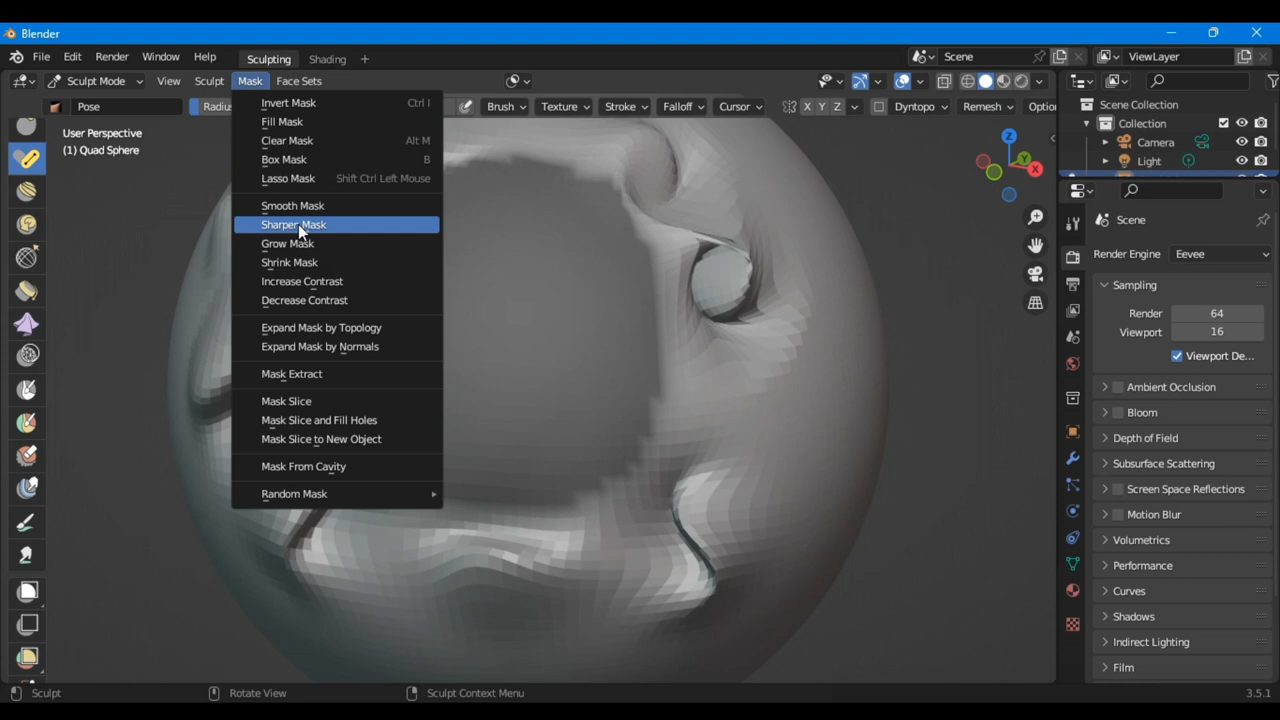 Blender
File Edit Render Window Help Sculpting Shading + Scene ViewLayer
Sculpt Mode View Sculpt Mask Face Sets
Pose Radiu Brush Texture Stroke Falloff Cursor X Y Z Dyntopo Remesh Optio
User Perspective
(1) Quad Sphere
Invert Mask Ctrl I
Fill Mask
Clear Mask Alt M
Box Mask B
Lasso Mask Shift Ctrl Left Mouse
Smooth Mask
Sharpen Mask
Grow Mask
Shrink Mask
Increase Contrast
Decrease Contrast
Expand Mask by Topology
Expand Mask by Normals
Mask Extract
Mask Slice
Mask Slice and Fill Holes
Mask Slice to New Object
Mask From Cavity
Random Mask
Z
Y
X
Scene Collection
Collection
Camera
Light
Scene
Render Engine Eevee
Sampling
Render 64
Viewport 16
Viewport De...
Ambient Occlusion
Bloom
Depth of Field
Subsurface Scattering
Screen Space Reflections
Motion Blur
Volumetrics
Performance
Curves
Shadows
Indirect Lighting
Film
Sculpt Rotate View Sculpt Context Menu 3.5.1